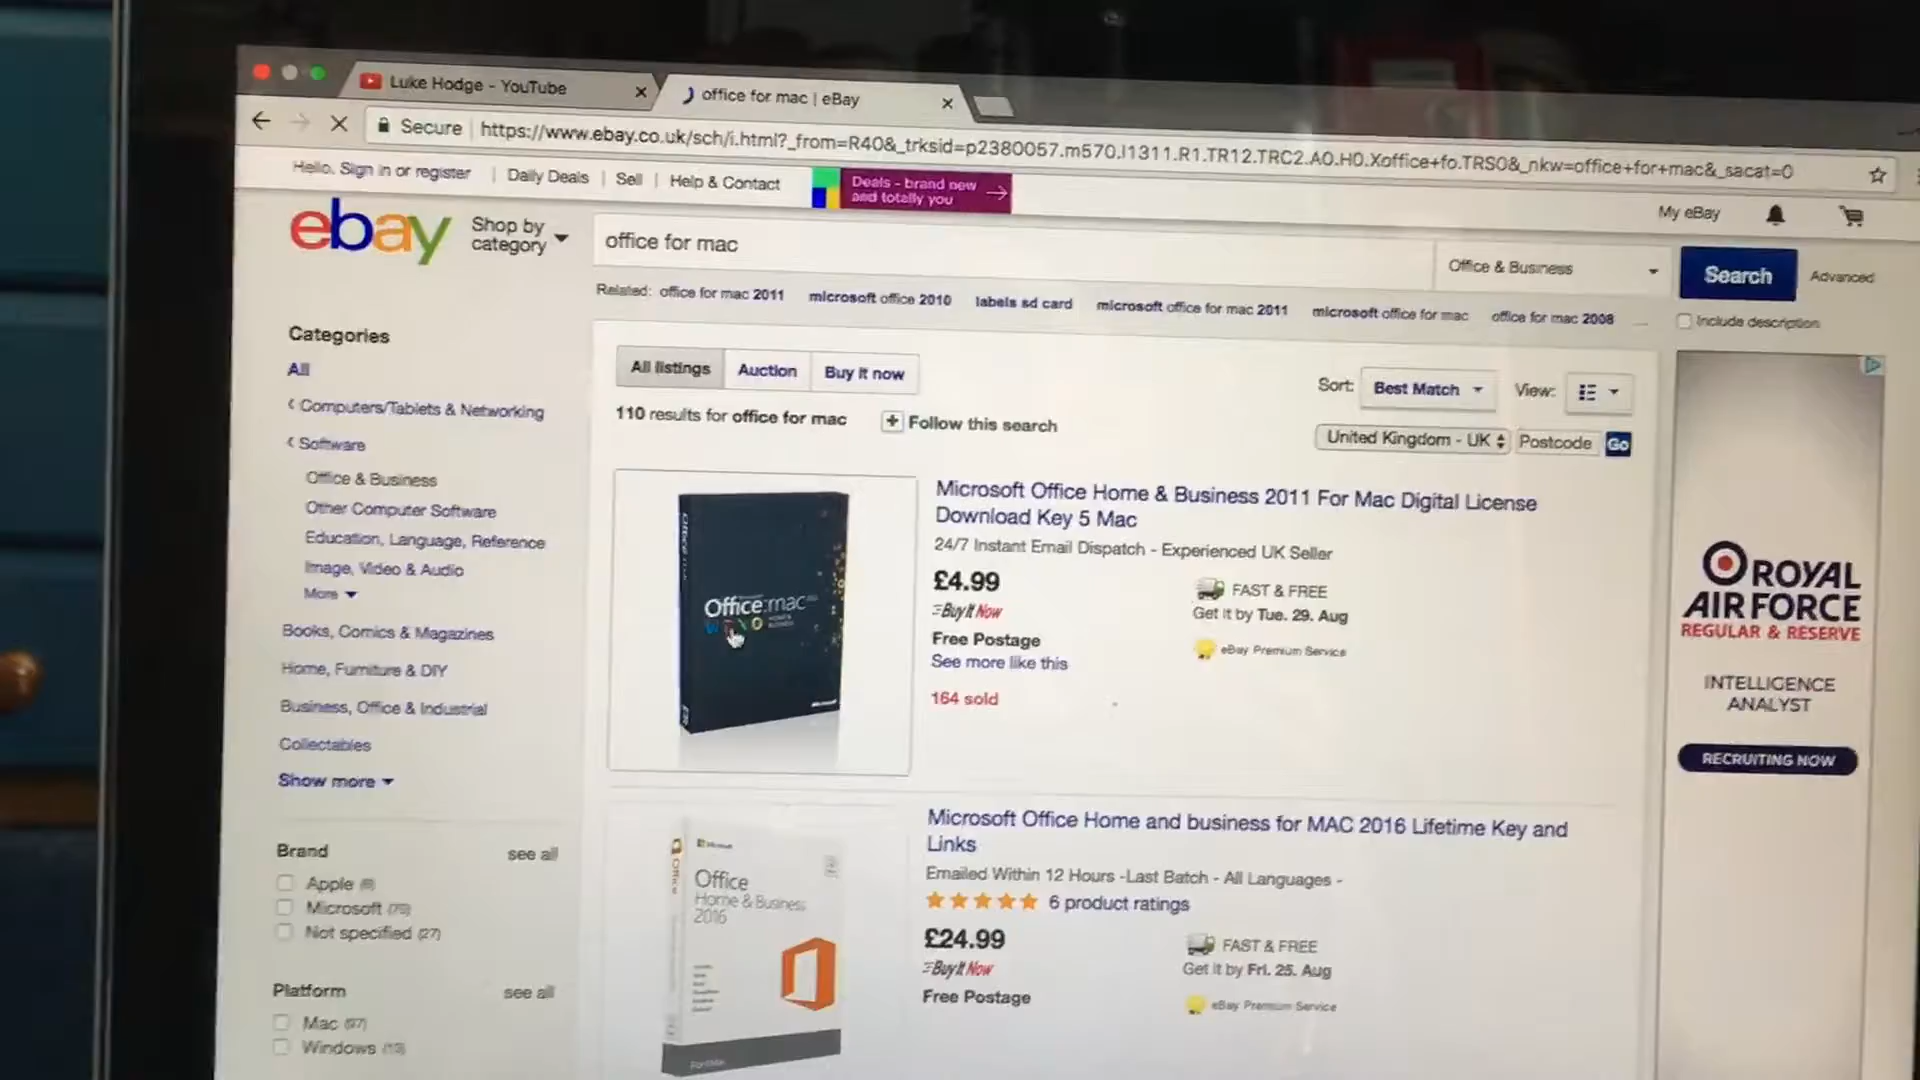 Luke Hodge - YouTube
office for mac | eBay
Secure
https://www.ebay.co.uk/sch/i.html?_from=R40&_trksid=p2380057.m570.l1311.R1.TR12.TRC2.A0.H0.Xoffice+fo.TRS0&_nkw=office+for+mac&_sacat=0
Hello. Sign in or register
Daily Deals
Sell
Help & Contact
Deals - brand new
and totally you
My eBay
ebay
Shop by
category
office for mac
Office & Business
Search
Advanced
Related: office for mac 2011 microsoft office 2010 labels sd card microsoft office for mac 2011 microsoft office for mac office for mac 2008
Include description
Categories
All
Computers/Tablets & Networking
Software
Office & Business
Other Computer Software
Education, Language, Reference
Image, Video & Audio
More
Books, Comics & Magazines
Home, Furniture & DIY
Business, Office & Industrial
Collectables
Show more
Brand
see all
Apple
Microsoft
Not specified (27)
Platform
see all
Mac (97)
Windows
All listings
Auction
Buy it now
110 results for office for mac
Follow this search
Sort:
Best Match
View:
United Kingdom - UK
Postcode
Go
Office:mac
Microsoft Office Home & Business 2011 For Mac Digital License
Download Key 5 Mac
24/7 Instant Email Dispatch - Experienced UK Seller
£4.99
Buy It Now
Free Postage
See more like this
164 sold
FAST & FREE
Get it by Tue. 29. Aug
eBay Premium Service
Microsoft
Office
Home & Business
2016
Microsoft Office Home and business for MAC 2016 Lifetime Key and
Links
Emailed Within 12 Hours -Last Batch - All Languages -
6 product ratings
£24.99
Buy It Now
Free Postage
FAST & FREE
Get it by Fri. 25. Aug
eBay Premium Service
ROYAL
AIR FORCE
REGULAR & RESERVE
INTELLIGENCE
ANALYST
RECRUITING NOW